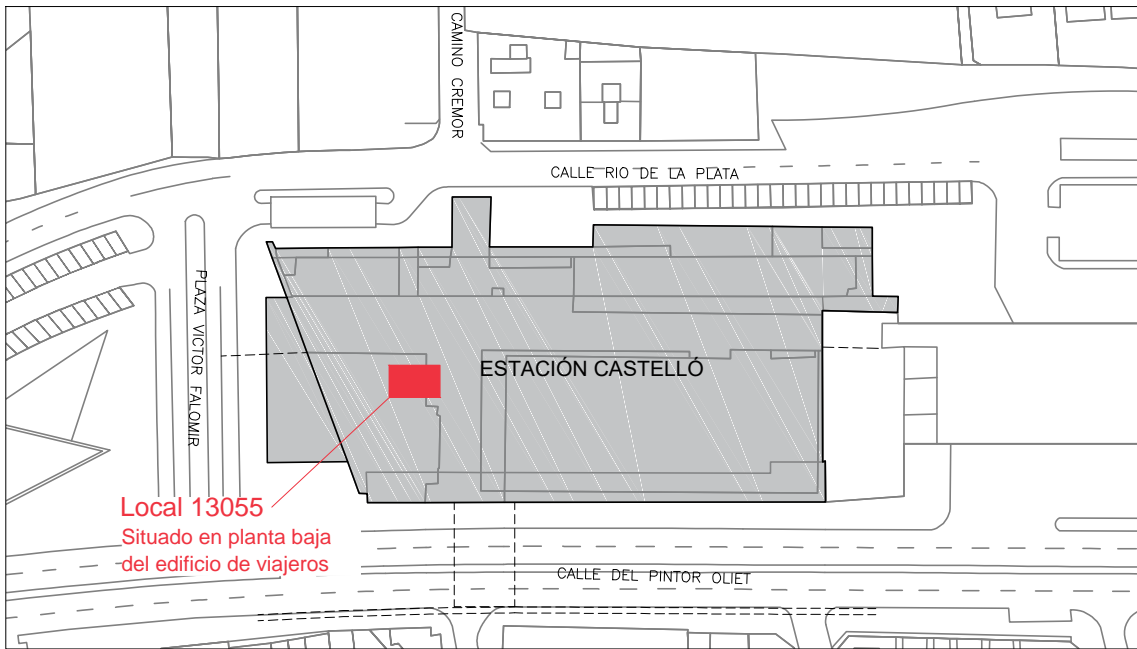 CAMINO CREMOR
CALLE RIO DE LA PLATA
PLAZA VICTOR FALOMIR
ESTACIÓN CASTELLÓ
Local 13055
Situado en planta baja
del edificio de viajeros
CALLE DEL PINTOR OLIET